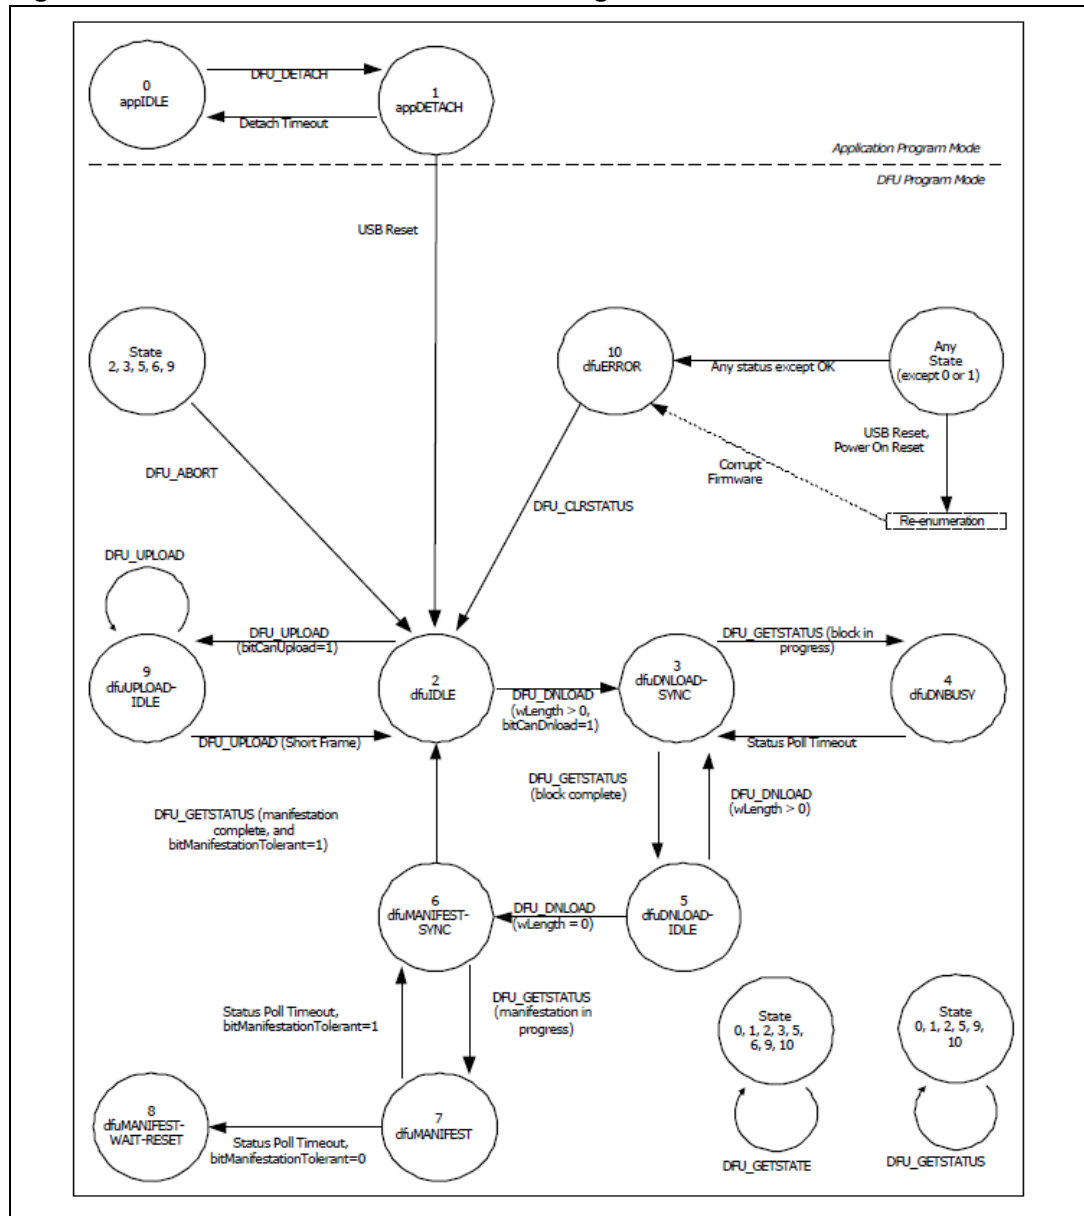 0
appIDLE
DFU_DETACH
1
appDETACH
Detach Timeout
Application Program Mode
DFU Program Mode
USB Reset
State
2, 3, 5, 6, 9
10
dfuERROR
Any status except OK
Any
State
(except 0 or 1)
USB Reset,
Power On Reset
Corrupt
Firmware
DFU_ABORT
DFU_CLRSTATUS
Re-enumeration
DFU_UPLOAD
DFU_UPLOAD
(bitCanUpload=1)
DFU_GETSTATUS (block in
progress)
9
dfuUPLOAD-
IDLE
2
dfuIDLE
DFU_DNLOAD
(wLength > 0,
bitCanDnload=1)
3
dfuDNLOAD-
SYNC
4
dfuDNBUSY
DFU_UPLOAD (Short Frame)
Status Poll Timeout
DFU_GETSTATUS
(block complete)
DFU_DNLOAD
(wLength > 0)
DFU_GETSTATUS (manifestation
complete, and
bitManifestationTolerant=1)
6
dfuMANIFEST-
SYNC
DFU_DNLOAD
(wLength = 0)
5
dfuDNLOAD-
IDLE
Status Poll Timeout,
bitManifestationTolerant=1
DFU_GETSTATUS
(manifestation in
progress)
State
0, 1, 2, 3, 5,
6, 9, 10
State
0, 1, 2, 5, 9,
10
8
dfuMANIFEST-
WAIT-RESET
Status Poll Timeout,
bitManifestationTolerant=0
7
dfuMANIFEST
DFU_GETSTATE
DFU_GETSTATUS